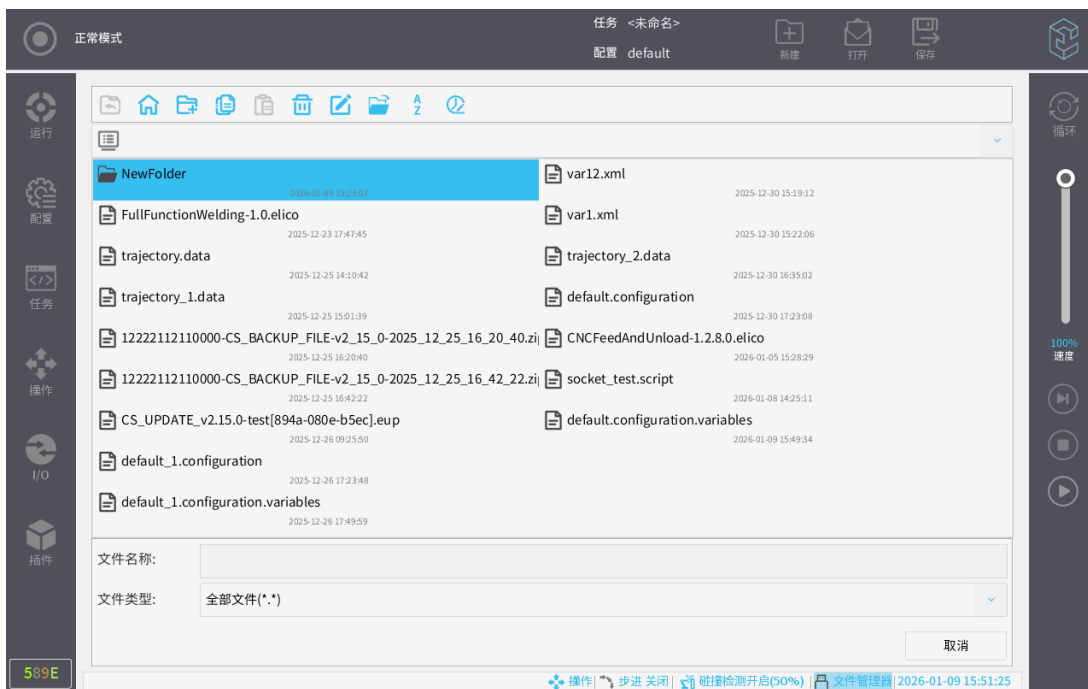 正常模式
任务 <未命名>
配置 default
新建
打开
保存
运行
配置
任务
操作
I/O
插件
589E
NewFolder
2026-01-09 13:23:07
FullFunctionWelding-1.0.elico
2025-12-23 17:47:45
trajectory.data
2025-12-25 14:10:42
trajectory_1.data
2025-12-25 15:01:39
12222112110000-CS_BACKUP_FILE-v2_15_0-2025_12_25_16_20_40.zi
2025-12-25 16:20:40
12222112110000-CS_BACKUP_FILE-v2_15_0-2025_12_25_16_42_22.zi
2025-12-25 16:42:22
CS_UPDATE_v2.15.0-test[894a-080e-b5ec].eup
2025-12-26 09:25:50
default_1.configuration
2025-12-26 17:23:48
default_1.configuration.variables
2025-12-26 17:49:59
var12.xml
2025-12-30 15:19:12
var1.xml
2025-12-30 15:22:06
trajectory_2.data
2025-12-30 16:35:02
default.configuration
2025-12-30 17:23:08
CNCFeedAndUnload-1.2.8.0.elico
2026-01-05 15:28:29
socket_test.script
2026-01-08 14:25:11
default.configuration.variables
2026-01-09 15:49:34
文件名称:
文件类型: 全部文件(*.*)
取消
循环
100%
速度
操作 步进 关闭 碰撞检测开启(50%) 文件管理器 2026-01-09 15:51:25